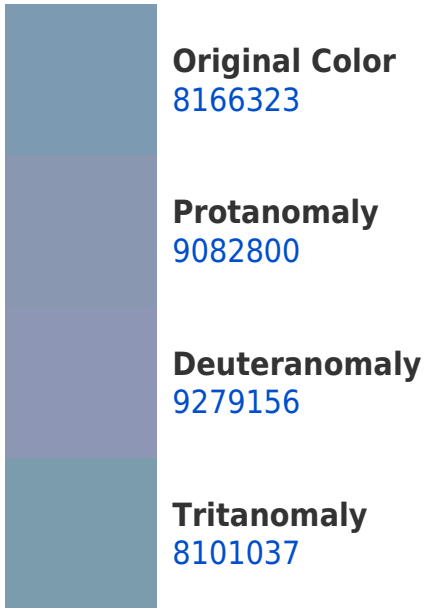 Original Color
8166323
Protanomaly
9082800
Deuteranomaly
9279156
Tritanomaly
8101037